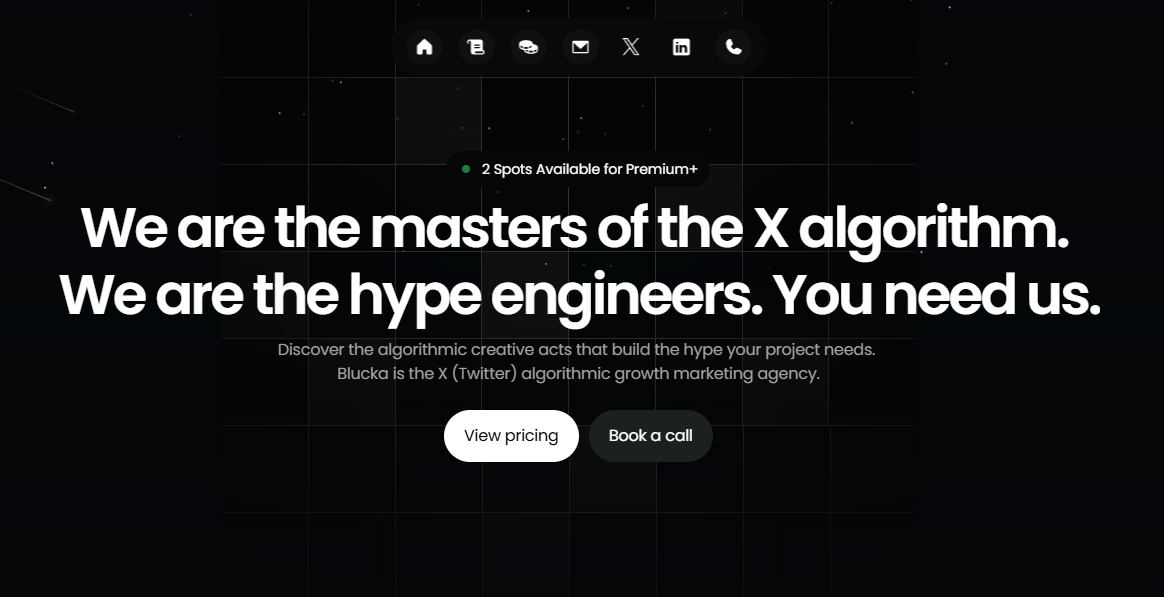 2 Spots Available for Premium+
We are the masters of the X algorithm.
We are the hype engineers. You need us.
Discover the algorithmic creative acts that build the hype your project needs.
Blucka is the X (Twitter) algorithmic growth marketing agency.
View pricing
Book a call